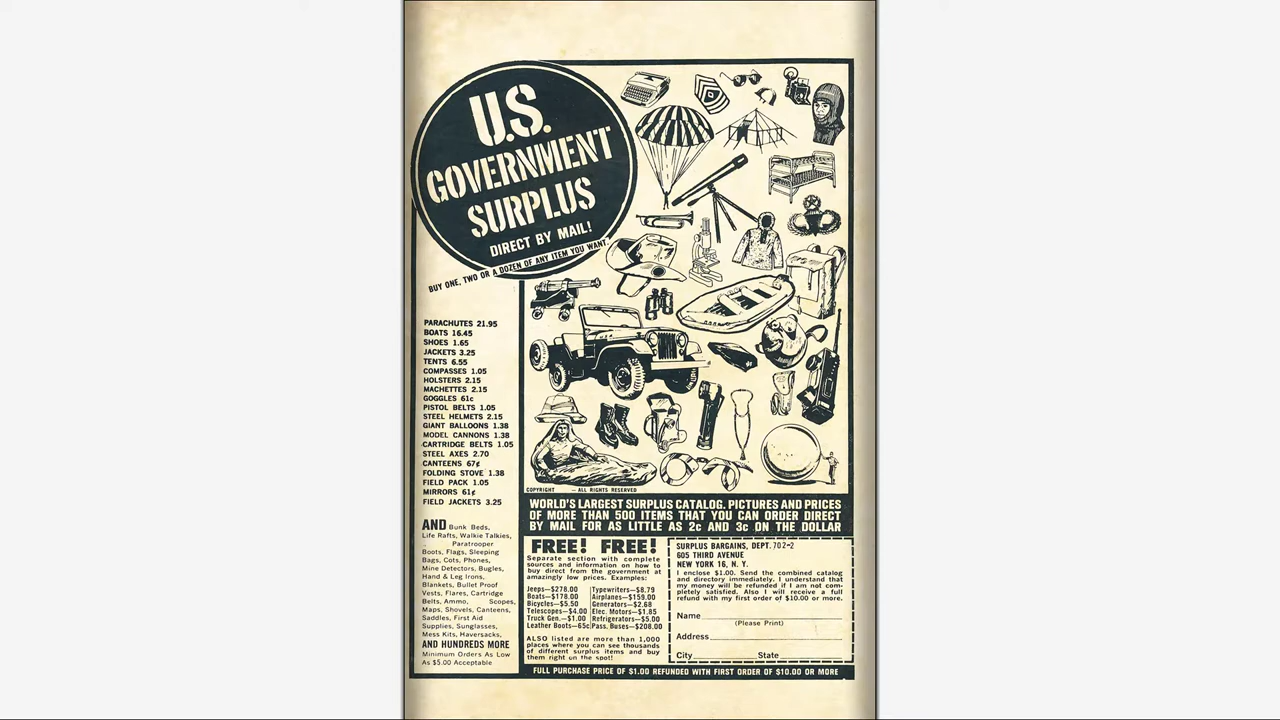 U.S.
GOVERNMENT
SURPLUS
DIRECT BY MAIL!
BUY ONE, TWO OR A DOZEN OF ANY ITEM YOU WANT.
PARACHUTES 21.95
BOATS 16.45
SHOES 1.65
JACKETS 3.25
TENTS 6.55
COMPASSES 1.05
HOLSTERS 2.15
MACHETTES 2.15
GOGGLES 61c
PISTOL BELTS 1.05
STEEL HELMETS 2.15
GIANT BALLOONS 1.38
MODEL CANNONS 1.38
CARTRIDGE BELTS 1.05
STEEL AXES 2.70
CANTEENS 67¢
FOLDING STOVE 1.38
FIELD PACK 1.05
MIRRORS 61¢
FIELD JACKETS 3.25
AND Bunk Beds,
Life Rafts, Walkie Talkies,
Paratrooper
Boots, Flags, Sleeping
Bags, Cots, Phones,
Mine Detectors, Bugles,
Hand & Leg Irons,
Blankets, Bullet Proof
Vests, Flares, Cartridge
Belts, Ammo, Scopes,
Maps, Shovels, Canteens,
Saddles, First Aid
Supplies, Sunglasses,
Mess Kits, Haversacks,
AND HUNDREDS MORE
Minimum Orders As Low
As $5.00 Acceptable
COPYRIGHT — ALL RIGHTS RESERVED
WORLD'S LARGEST SURPLUS CATALOG. PICTURES AND PRICES
OF MORE THAN 500 ITEMS THAT YOU CAN ORDER DIRECT
BY MAIL FOR AS LITTLE AS 2c AND 3c ON THE DOLLAR
FREE! FREE!
Separate section with complete
sources and information on how to
buy direct from the government at
amazingly low prices. Examples:
Jeeps—$278.00 Typewriters—$8.79
Boats—$178.00 Airplanes—$159.00
Bicycles—$5.50 Generators—$2.68
Telescopes—$4.00 Elec. Motors—$1.85
Truck Gen.—$1.00 Refrigerators—$5.00
Leather Boots—65c Pass. Buses—$208.00
ALSO listed are more than 1,000
places where you can see thousands
of different surplus items and buy
them right on the spot!
SURPLUS BARGAINS, DEPT. 702-2
605 THIRD AVENUE
NEW YORK 16, N. Y.
I enclose $1.00. Send the combined catalog
and directory immediately. I understand that
my money will be refunded if I am not com-
pletely satisfied. Also I will receive a full
refund with my first order of $10.00 or more.
Name
(Please Print)
Address
City State
FULL PURCHASE PRICE OF $1.00 REFUNDED WITH FIRST ORDER OF $10.00 OR MORE